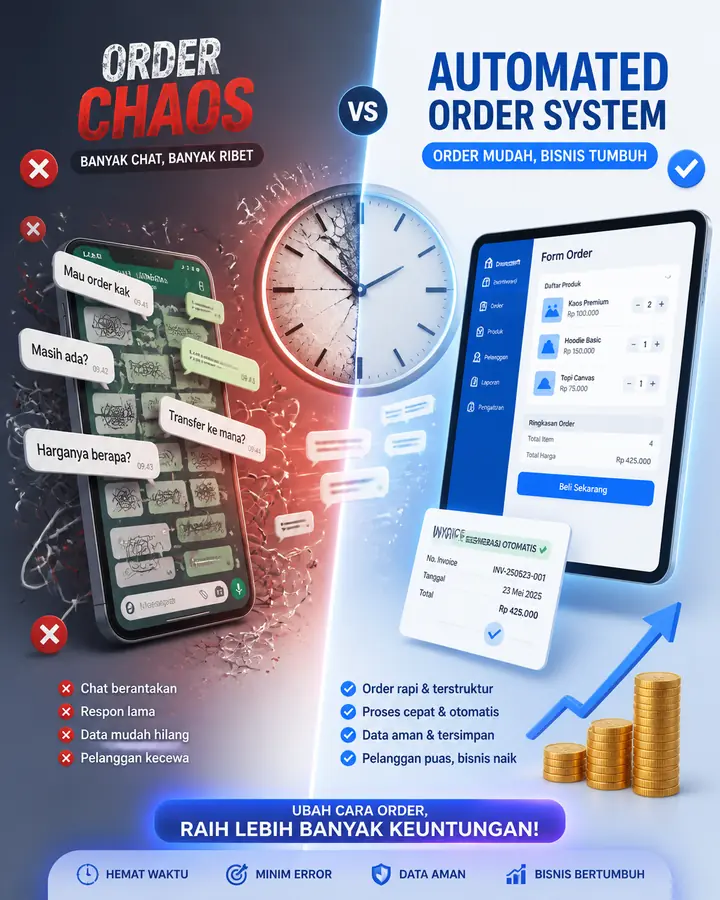 ORDER
CHAOS
BANYAK CHAT, BANYAK RIBET
VS
AUTOMATED
ORDER SYSTEM
ORDER MUDAH, BISNIS TUMBUH
Mau order kak
09.41
Masih ada?
08.42
Transfer ke mana?
Harganya berapa?
09.43
Form Order
Daftar Produk
Kaos Premium
Rp 100.000
- 2 +
Hoodie Basic
Rp 150.000
- 1 +
Topi Canvas
Rp 75.000
- 1 +
Order
Produk
Pelanggan
Laporan
Ringkasan Order
Total Item 4
Total Harga Rp 425.000
Beli Sekarang
OTOMATIS
No. Invoice INV-250523-001
Tanggal 23 Mei 2025
Total Rp 425.000
Chat berantakan
Respon lama
Data mudah hilang
Pelanggan kecewa
Order rapi & terstruktur
Proses cepat & otomatis
Data aman & tersimpan
Pelanggan puas, bisnis naik
UBAH CARA ORDER,
RAIH LEBIH BANYAK KEUNTUNGAN!
HEMAT WAKTU
MINIM ERROR
DATA AMAN
BISNIS BERTUMBUH